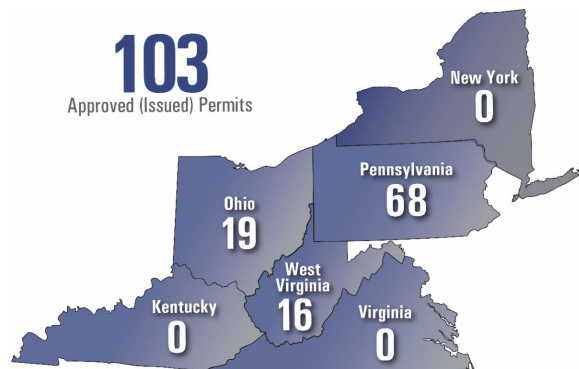 103
Approved (Issued) Permits
New York
0
Pennsylvania
68
Ohio
19
West
Virginia
16
Kentucky
0
Virginia
0